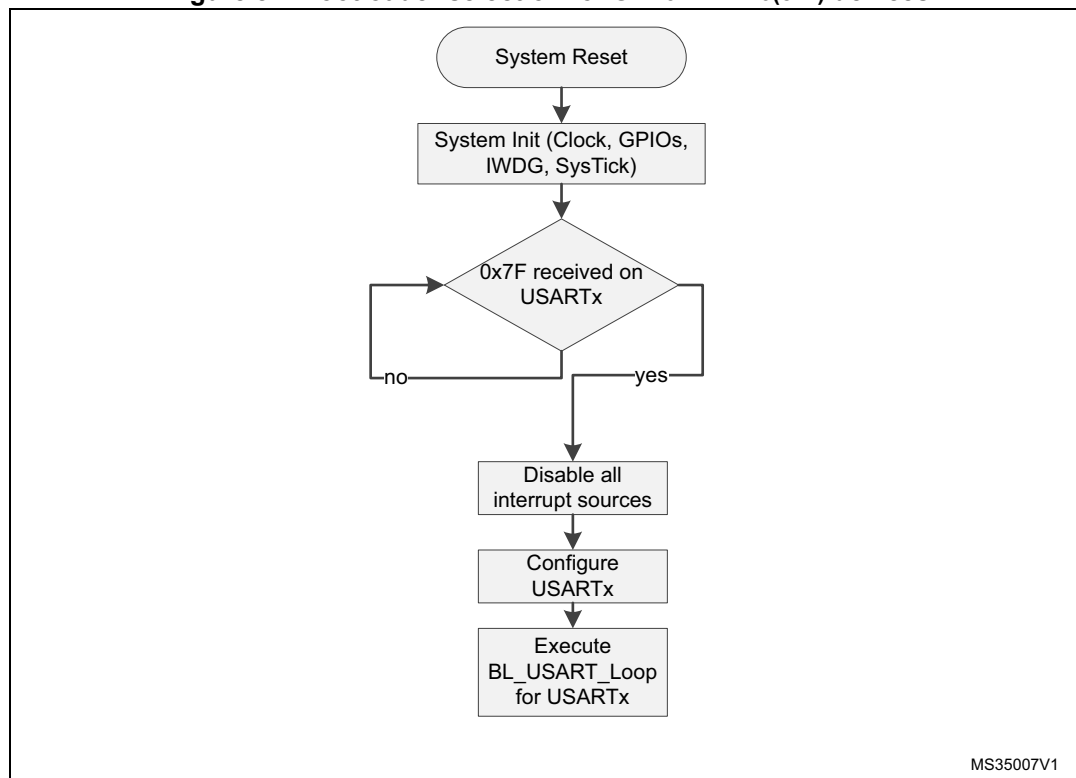 System Reset
System Init (Clock, GPIOs,
IWDG, SysTick)
0x7F received on
USARTx
no
yes
Disable all
interrupt sources
Configure
USARTx
Execute
BL_USART_Loop
for USARTx
MS35007V1